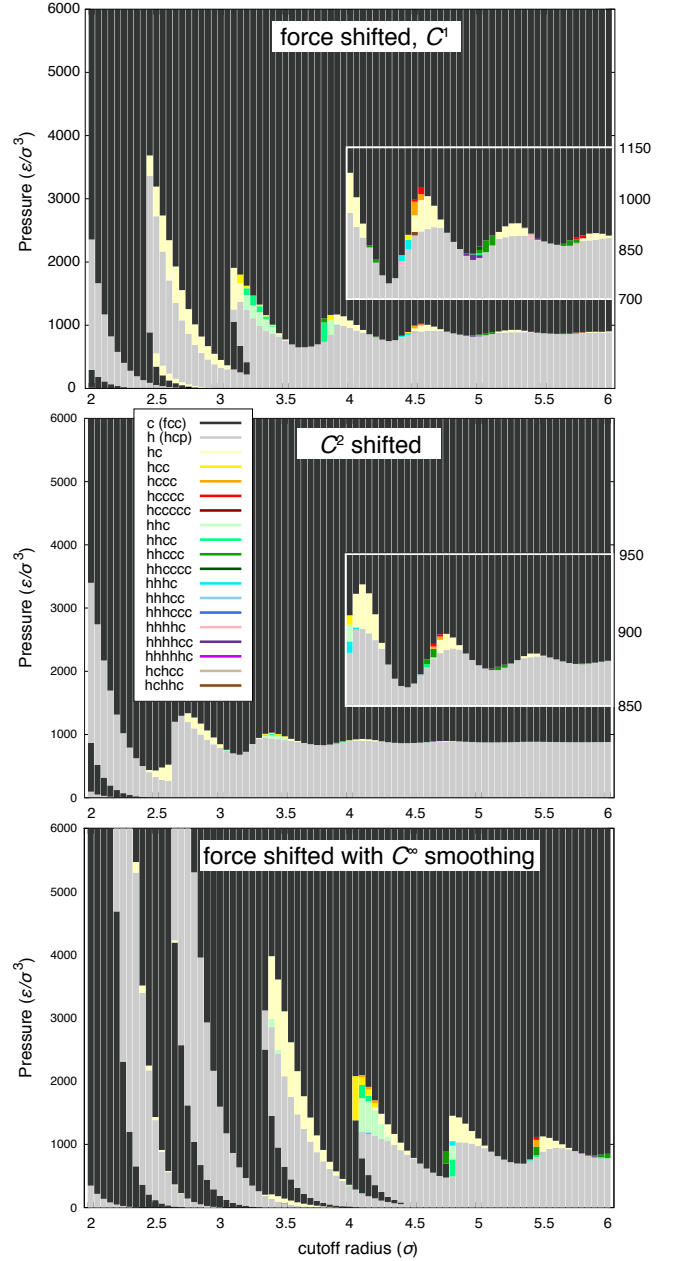 force shifted, C¹
Pressure (ε/σ³)
6000
5000
4000
3000
2000
1000
0
1150
1000
850
700
2 2.5 3 3.5 4 4.5 5 5.5 6
C² shifted
6000
5000
4000
3000
2000
1000
0
c (fcc)
h (hcp)
hc
hcc
hccc
hcccc
hccccc
hhc
hhcc
hhccc
hhcccc
hhhc
hhhcc
hhhccc
hhhhc
hhhhcc
hhhhhc
hchcc
hchhc
950
900
850
Pressure (ε/σ³)
2 2.5 3 3.5 4 4.5 5 5.5 6
force shifted with C∞ smoothing
Pressure (ε/σ³)
6000
5000
4000
3000
2000
1000
0
2 2.5 3 3.5 4 4.5 5 5.5 6
cutoff radius (σ)